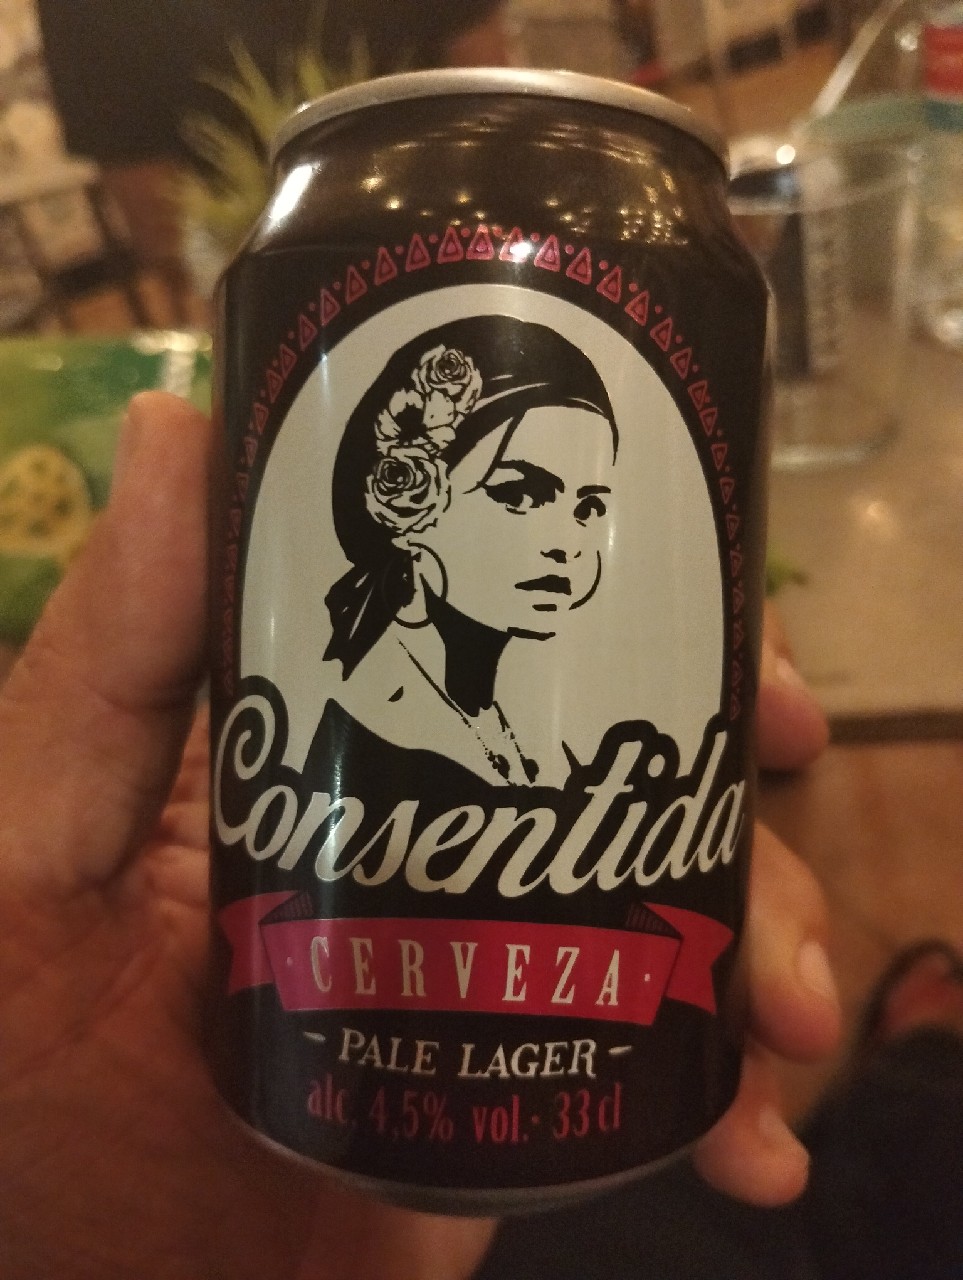 Consentida
· CERVEZA ·
- PALE LAGER -
alc. 4,5% vol. · 33 cl